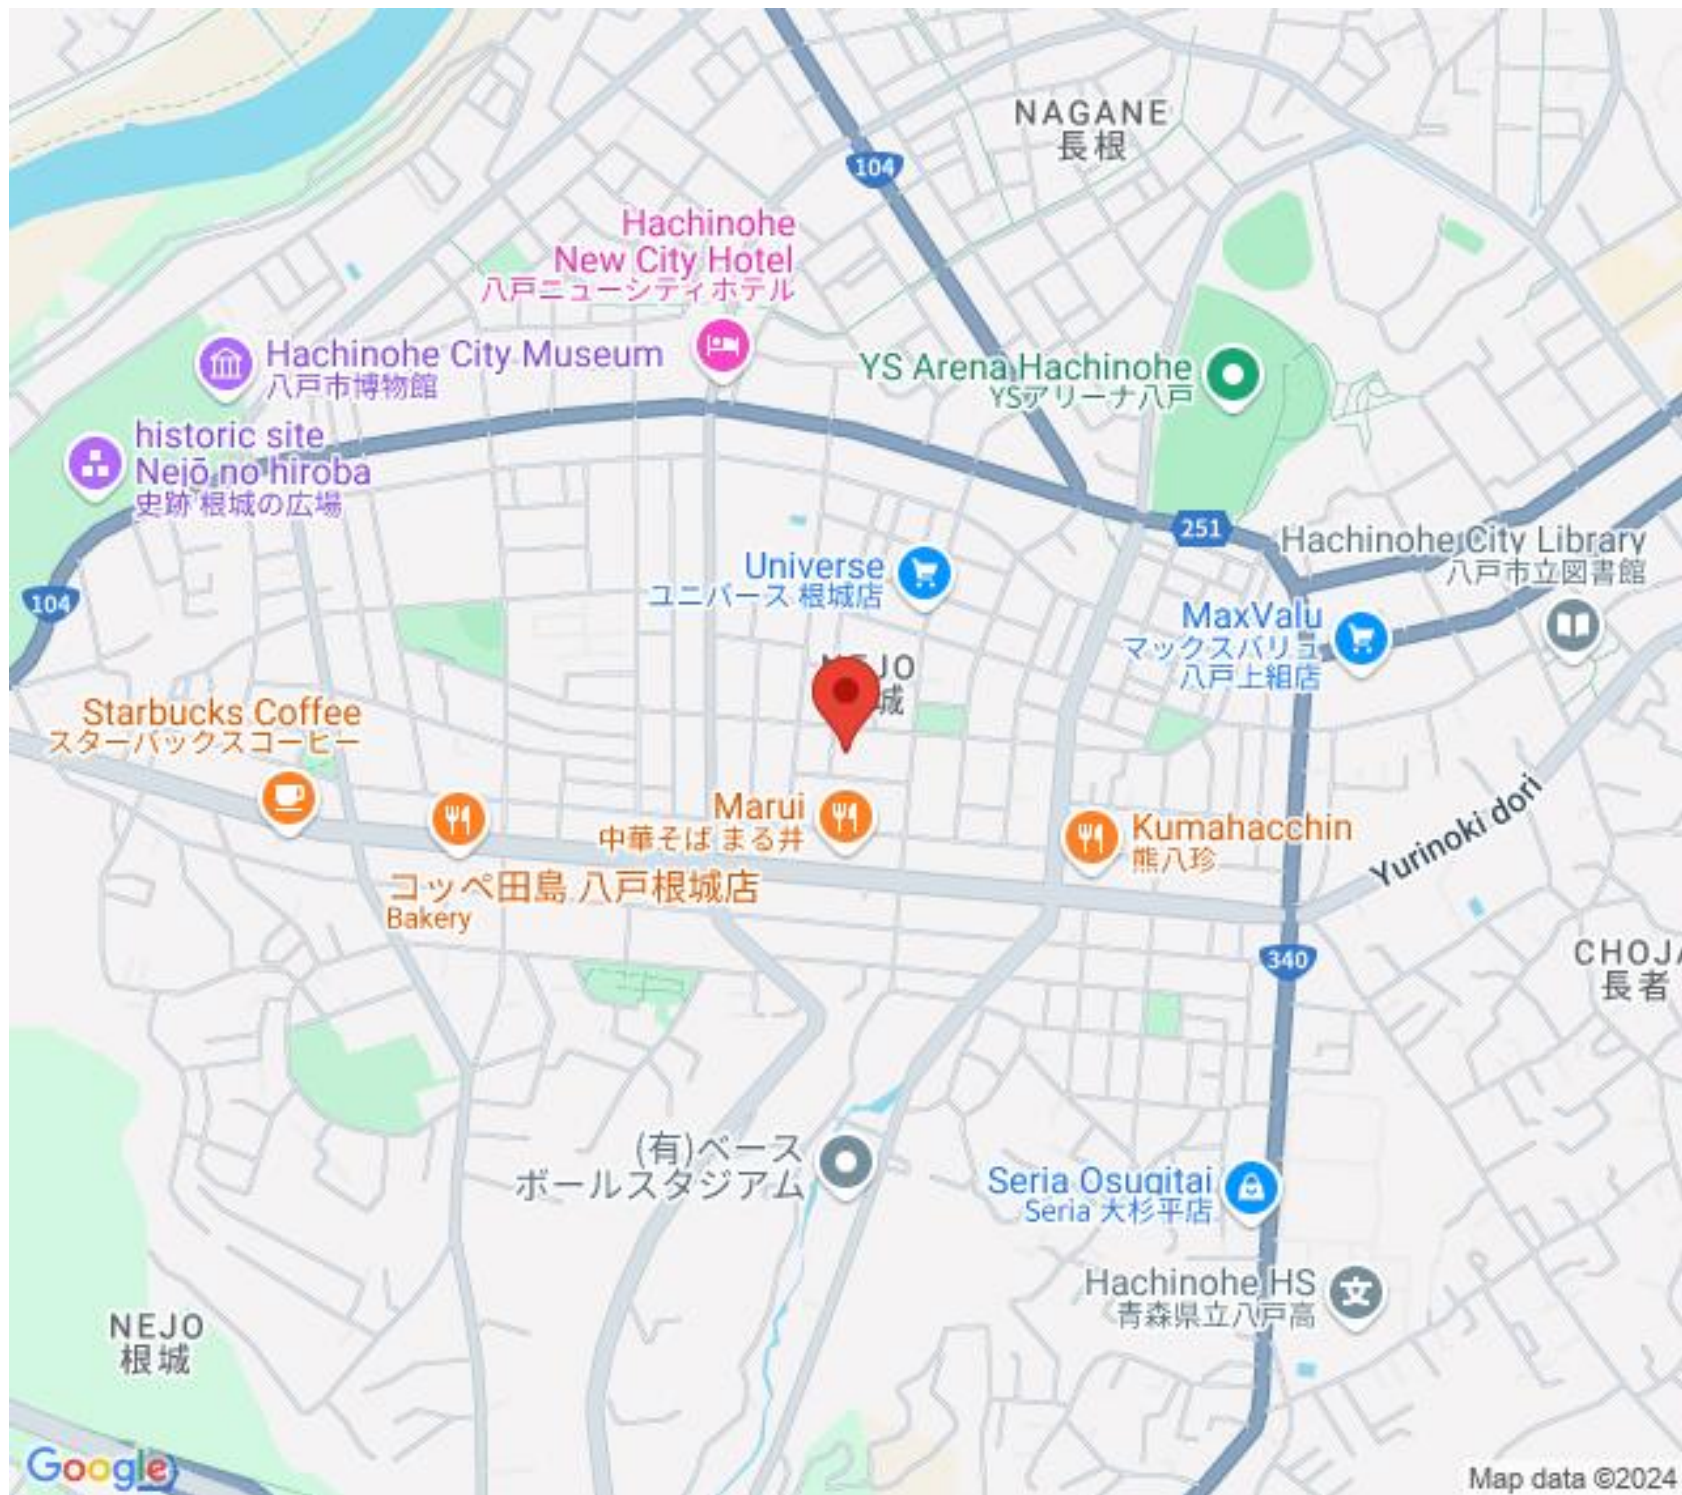 NAGANE
長根
104
Hachinohe
New City Hotel
八戸ニューシティホテル
Hachinohe City Museum
八戸市博物館
YS Arena Hachinohe
YSアリーナ八戸
historic site
Nejō no hiroba
史跡 根城の広場
251
Hachinohe City Library
八戸市立図書館
Universe
ユニバース 根城店
104
MaxValu
マックスバリュ
八戸上組店
JO
城
Starbucks Coffee
スターバックスコーヒー
Marui
中華そば まる井
Kumahacchin
熊八珍
Yurinoki dori
コッペ田島 八戸根城店
Bakery
340
CHOJA
長者
(有)ベース
ボールスタジアム
Seria Osugitai
Seria 大杉平店
Hachinohe HS
青森県立八戸高
文
NEJO
根城
Google
Map data ©2024